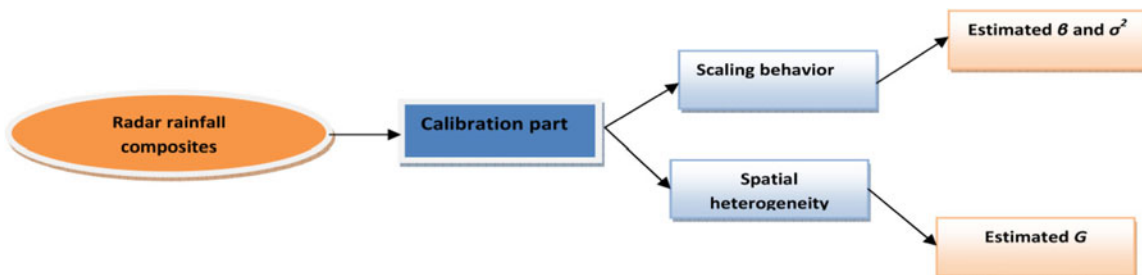 Radar rainfall
composites
Calibration part
Scaling behavior
Estimated β and σ²
Spatial
heterogeneity
Estimated G